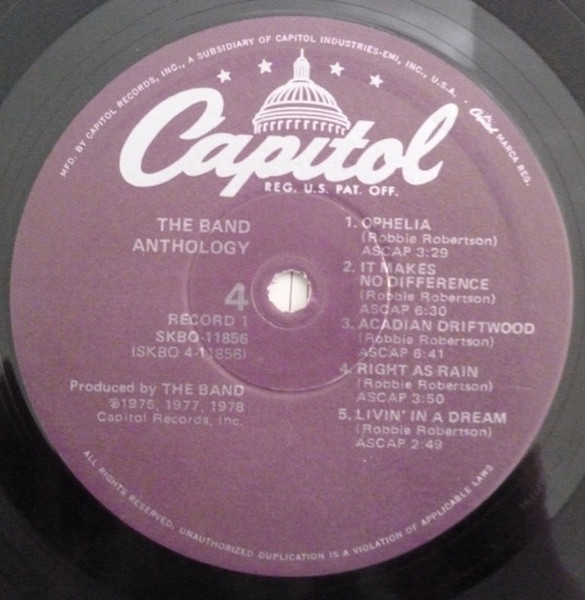 MFD. BY CAPITOL RECORDS, INC., A SUBSIDIARY OF CAPITOL INDUSTRIES-EMI, INC., U.S.A. · Capitol MARCA REG.
Capitol
REG. U.S. PAT. OFF.
THE BAND
ANTHOLOGY
4
RECORD 1
SKBO-11856
(SKBO 4-11856)
Produced by THE BAND
℗1975, 1977, 1978
Capitol Records, Inc.
1. OPHELIA
(Robbie Robertson)
ASCAP 3:29
2. IT MAKES
NO DIFFERENCE
(Robbie Robertson)
ASCAP 6:30
3. ACADIAN DRIFTWOOD
(Robbie Robertson)
ASCAP 6:41
4. RIGHT AS RAIN
(Robbie Robertson)
ASCAP 3:50
5. LIVIN' IN A DREAM
(Robbie Robertson)
ASCAP 2:49
ALL RIGHTS RESERVED. UNAUTHORIZED DUPLICATION IS A VIOLATION OF APPLICABLE LAWS